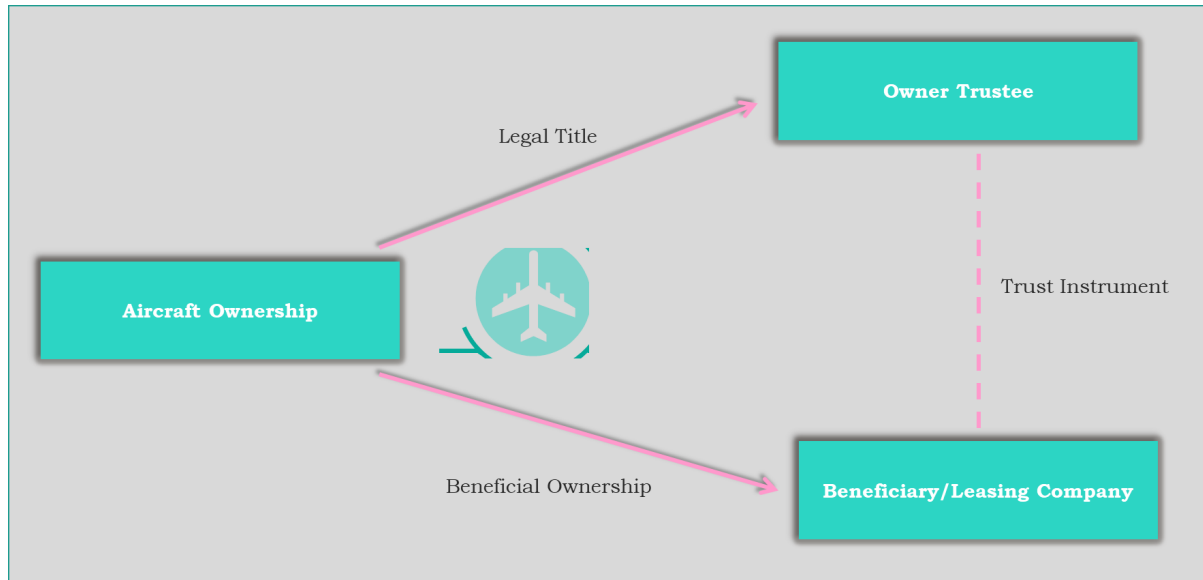 Owner Trustee
Legal Title
Trust Instrument
Aircraft Ownership
Beneficial Ownership
Beneficiary/Leasing Company